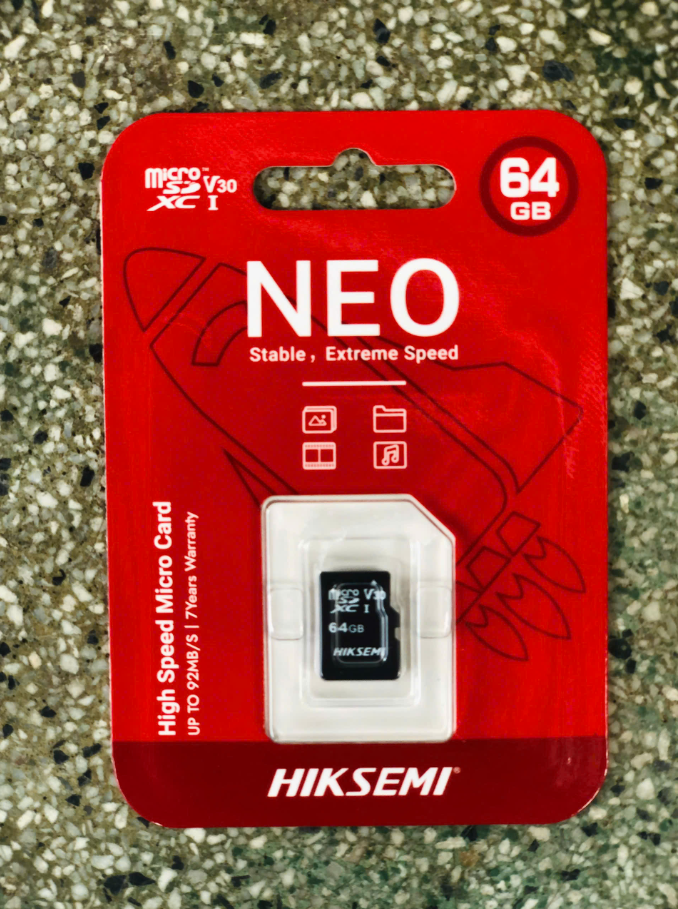 micro
SD V30
XC I
64
GB
NEO
Stable, Extreme Speed
High Speed Micro Card
UP TO 92MB/S | 7Years Warranty
micro
SD V30
XC I
64GB
HIKSEMI
HIKSEMI®